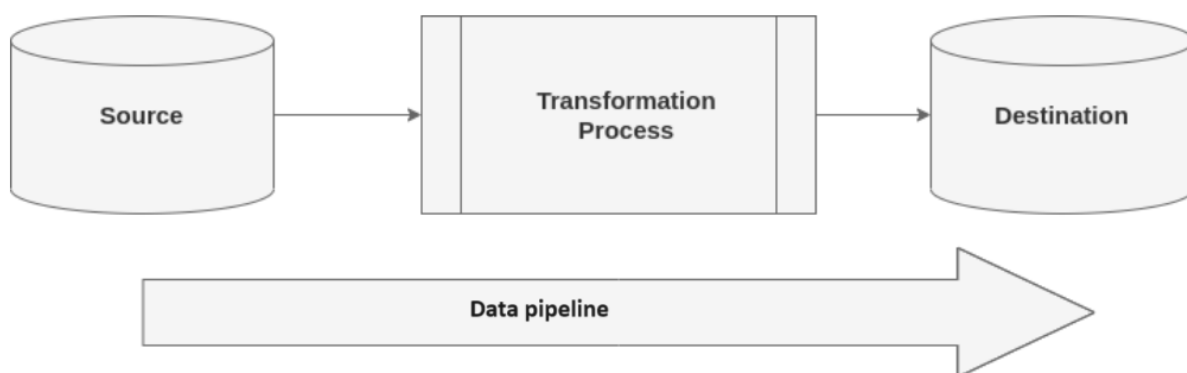 Source
Transformation
Process
Destination
Data pipeline